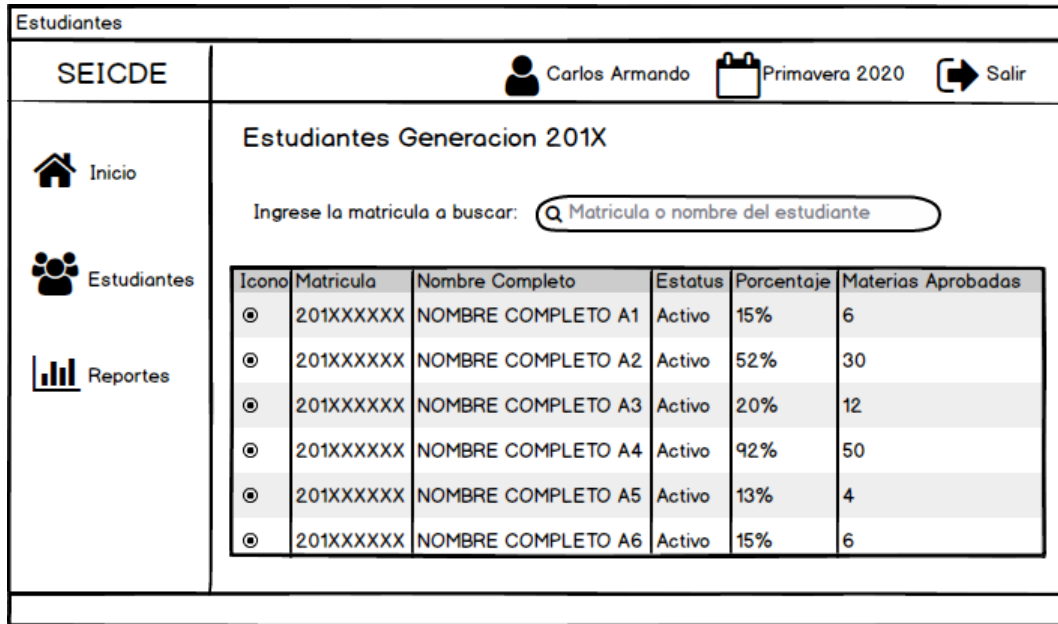 Estudiantes
SEICDE
Carlos Armando
Primavera 2020
Salir
Inicio
Estudiantes
Reportes
Estudiantes Generacion 201X
Ingrese la matricula a buscar: Matricula o nombre del estudiante
Icono Matricula Nombre Completo Estatus Porcentaje Materias Aprobadas
201XXXXXX NOMBRE COMPLETO A1 Activo 15% 6
201XXXXXX NOMBRE COMPLETO A2 Activo 52% 30
201XXXXXX NOMBRE COMPLETO A3 Activo 20% 12
201XXXXXX NOMBRE COMPLETO A4 Activo 92% 50
201XXXXXX NOMBRE COMPLETO A5 Activo 13% 4
201XXXXXX NOMBRE COMPLETO A6 Activo 15% 6